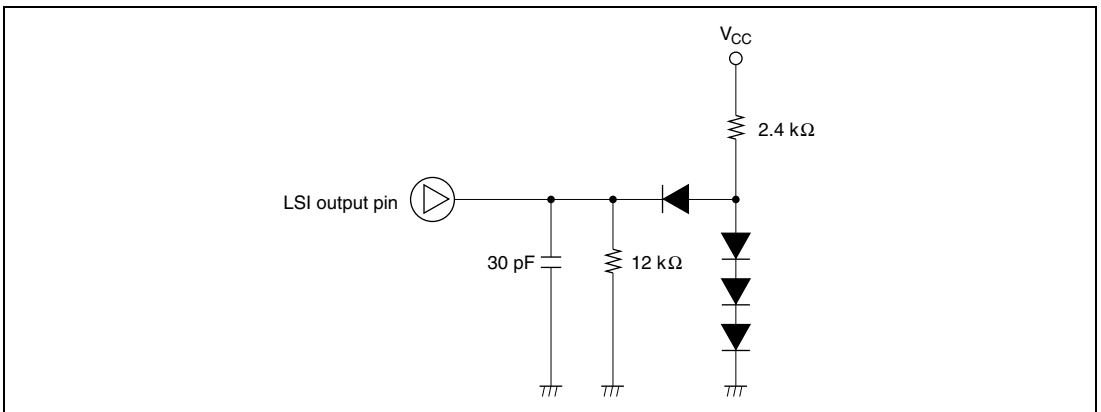 V_CC
2.4 kΩ
LSI output pin
30 pF
12 kΩ